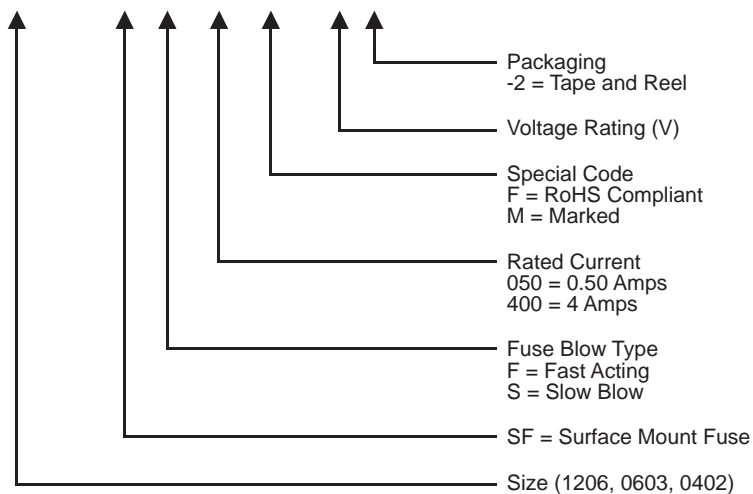 Packaging
-2 = Tape and Reel
Voltage Rating (V)
Special Code
F = RoHS Compliant
M = Marked
Rated Current
050 = 0.50 Amps
400 = 4 Amps
Fuse Blow Type
F = Fast Acting
S = Slow Blow
SF = Surface Mount Fuse
Size (1206, 0603, 0402)